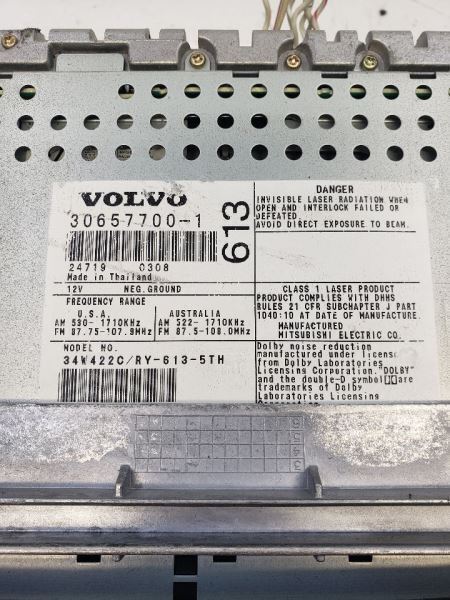 VOLVO
30657700-1
24719 0308
Made in Thailand
613
12V NEG.GROUND
FREQUENCY RANGE
U.S.A.
AM 530- 1710KHz
FM 87.75-107.9MHz
AUSTRALIA
AM 522- 1710KHz
FM 87.5-108.0MHz
MODEL NO.
34W422C/RY-613-5TH
DANGER
INVISIBLE LASER RADIATION WHEN
OPEN AND INTERLOCK FAILED OR
DEFEATED.
AVOID DIRECT EXPOSURE TO BEAM.
CLASS 1 LASER PRODUCT
PRODUCT COMPLIES WITH DHHS
RULES 21 CFR SUBCHAPTER J PART
1040:10 AT DATE OF MANUFACTURE.
MANUFACTURED
MITSUBISHI ELECTRIC CO.
Dolby noise reduction
manufactured under license
from Dolby Laboratories
Licensing Corporation."DOLBY"
and the double-D symbol are
trademarks of Dolby
Laboratories Licensing